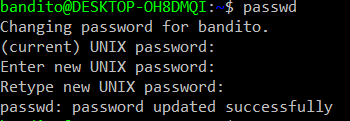 bandito@DESKTOP-OH8DMQI:~$ passwd
Changing password for bandito.
(current) UNIX password:
Enter new UNIX password:
Retype new UNIX password:
passwd: password updated successfully